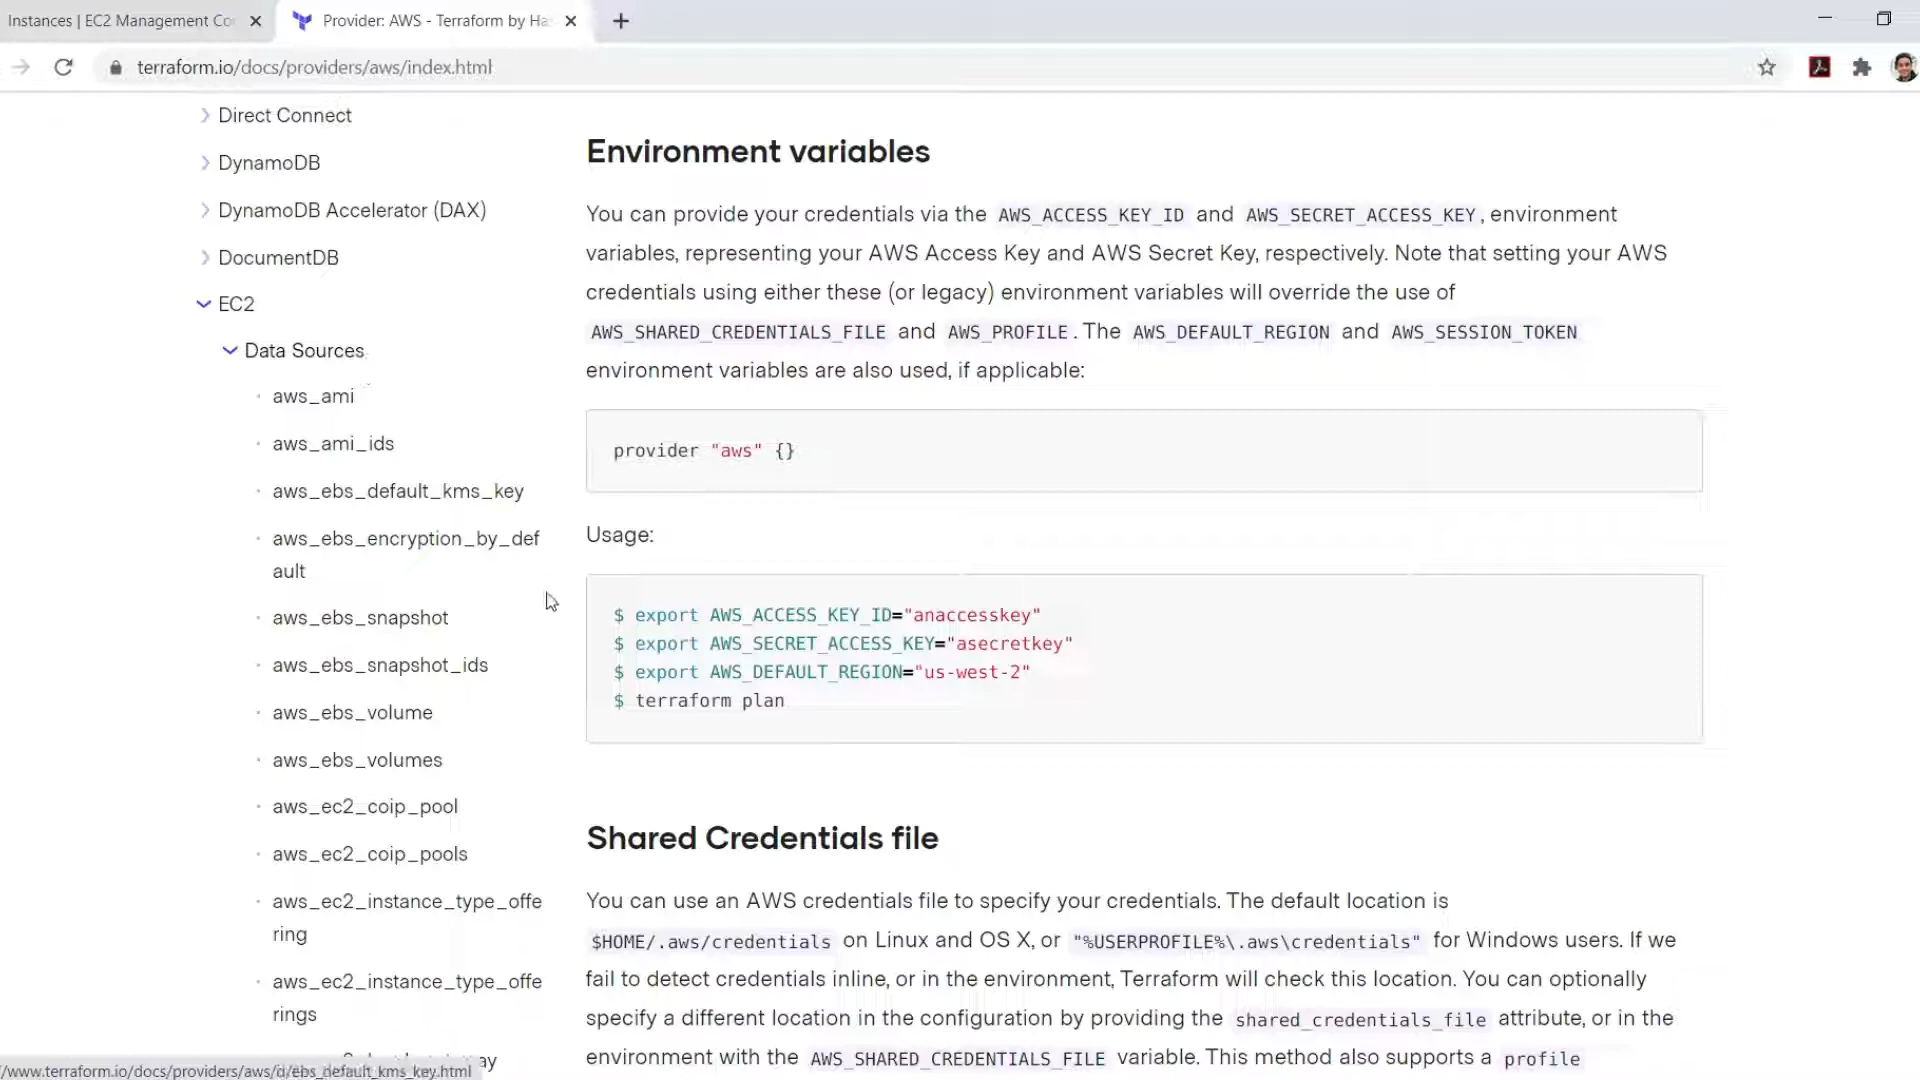 Instances | EC2 Management Co
Provider: AWS - Terraform by Has
terraform.io/docs/providers/aws/index.html
Direct Connect
DynamoDB
DynamoDB Accelerator (DAX)
DocumentDB
EC2
Data Sources
aws_ami
aws_ami_ids
aws_ebs_default_kms_key
aws_ebs_encryption_by_def
ault
aws_ebs_snapshot
aws_ebs_snapshot_ids
aws_ebs_volume
aws_ebs_volumes
aws_ec2_coip_pool
aws_ec2_coip_pools
aws_ec2_instance_type_offe
ring
aws_ec2_instance_type_offe
rings
/www.terraform.io/docs/providers/aws/d/ebs_default_kms_key.html
Environment variables
You can provide your credentials via the AWS_ACCESS_KEY_ID and AWS_SECRET_ACCESS_KEY, environment
variables, representing your AWS Access Key and AWS Secret Key, respectively. Note that setting your AWS
credentials using either these (or legacy) environment variables will override the use of
AWS_SHARED_CREDENTIALS_FILE and AWS_PROFILE. The AWS_DEFAULT_REGION and AWS_SESSION_TOKEN
environment variables are also used, if applicable:
provider "aws" {}
Usage:
$ export AWS_ACCESS_KEY_ID="anaccesskey"
$ export AWS_SECRET_ACCESS_KEY="asecretkey"
$ export AWS_DEFAULT_REGION="us-west-2"
$ terraform plan
Shared Credentials file
You can use an AWS credentials file to specify your credentials. The default location is
$HOME/.aws/credentials on Linux and OS X, or "%USERPROFILE%\.aws\credentials" for Windows users. If we
fail to detect credentials inline, or in the environment, Terraform will check this location. You can optionally
specify a different location in the configuration by providing the shared_credentials_file attribute, or in the
environment with the AWS_SHARED_CREDENTIALS_FILE variable. This method also supports a profile